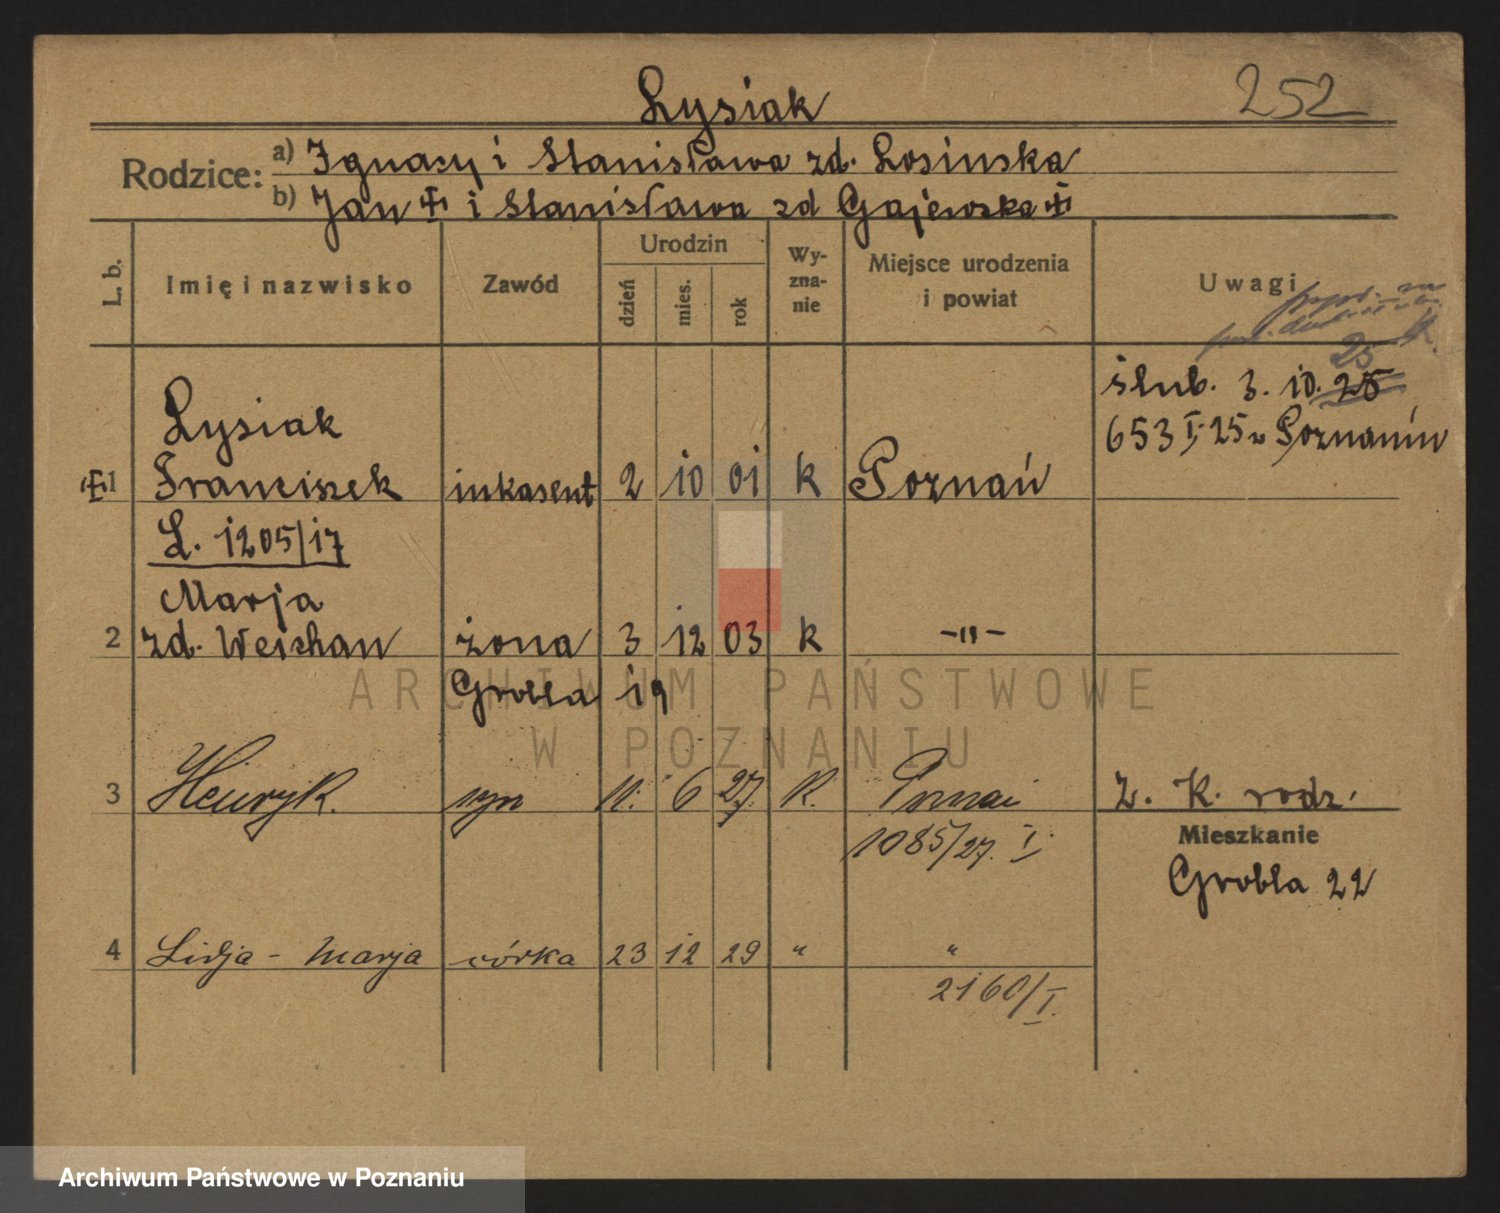 Łysiak 252
Rodzice: a) Ignacy i Stanisława zd. Łosinska
b) Jan i Stanisława zd Gajewska
L. b. Imię i nazwisko Zawód Urodzin dzień mies. rok Wyznanie Miejsce urodzenia i powiat Uwagi
25
ślub. 3. 10. 25
653 I 25 w Poznaniu
Łysiak
1 Franciszek inkasent 2 10 01 k Poznań
L. 1205/17
Marja
2 zd. Weichan żona 3 12 03 k -"-
Grobla 19
3 Henryk. syn 11. 6 27. K. Poznań Z. K. rodz.
1085/27. I.
Mieszkanie
Grobla 22
4 Lidja - Marja córka 23 12 29 " "
2160/I.
ARCHIWUM PAŃSTWOWE
W POZNANIU
Archiwum Państwowe w Poznaniu